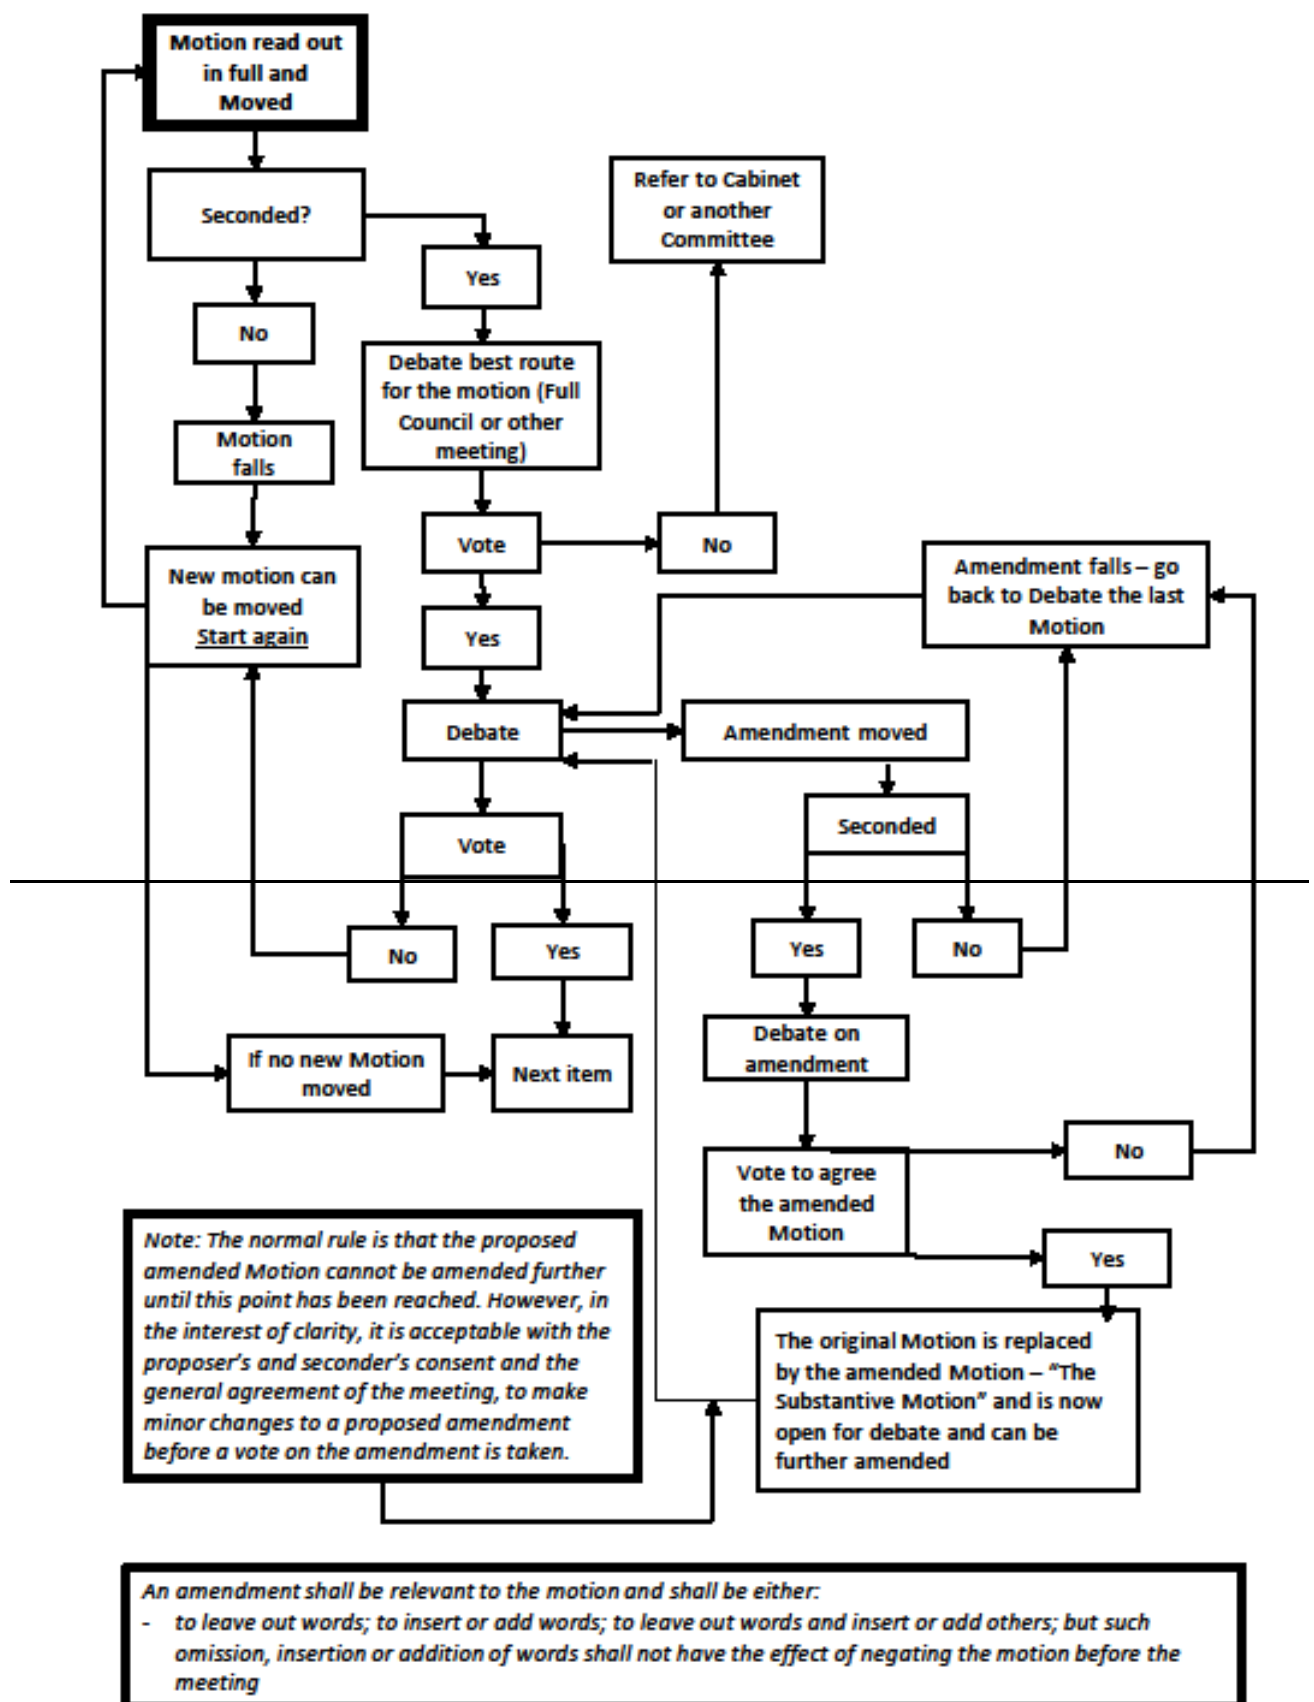 Motion read out
in full and
Moved
Seconded?
Refer to Cabinet
or another
Committee
Yes
No
Debate best route
for the motion (Full
Council or other
meeting)
Motion
falls
Vote
No
New motion can
be moved
Start again
Amendment falls – go
back to Debate the last
Motion
Yes
Debate
Amendment moved
Seconded
Vote
No
Yes
Yes
No
Debate on
amendment
If no new Motion
moved
Next item
No
Vote to agree
the amended
Motion
Yes
Note: The normal rule is that the proposed
amended Motion cannot be amended further
until this point has been reached. However, in
the interest of clarity, it is acceptable with the
proposer’s and seconder’s consent and the
general agreement of the meeting, to make
minor changes to a proposed amendment
before a vote on the amendment is taken.
The original Motion is replaced
by the amended Motion – “The
Substantive Motion” and is now
open for debate and can be
further amended
An amendment shall be relevant to the motion and shall be either:
- to leave out words; to insert or add words; to leave out words and insert or add others; but such
omission, insertion or addition of words shall not have the effect of negating the motion before the
meeting